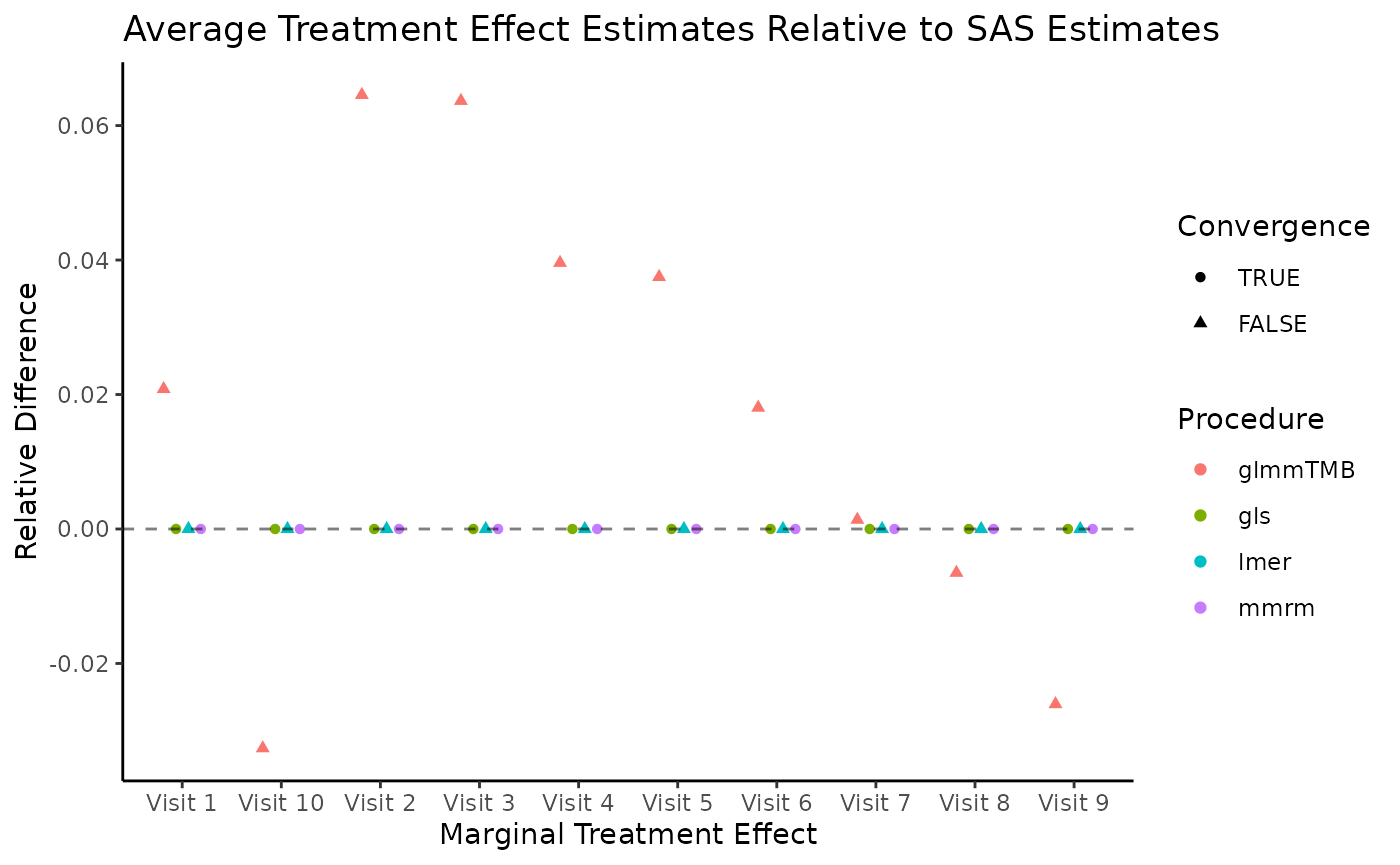 Average Treatment Effect Estimates Relative to SAS Estimates
Relative Difference
0.06
0.04
0.02
0.00
-0.02
Visit 1 Visit 10 Visit 2 Visit 3 Visit 4 Visit 5 Visit 6 Visit 7 Visit 8 Visit 9
Marginal Treatment Effect
Convergence
TRUE
FALSE
Procedure
glmmTMB
gls
lmer
mmrm